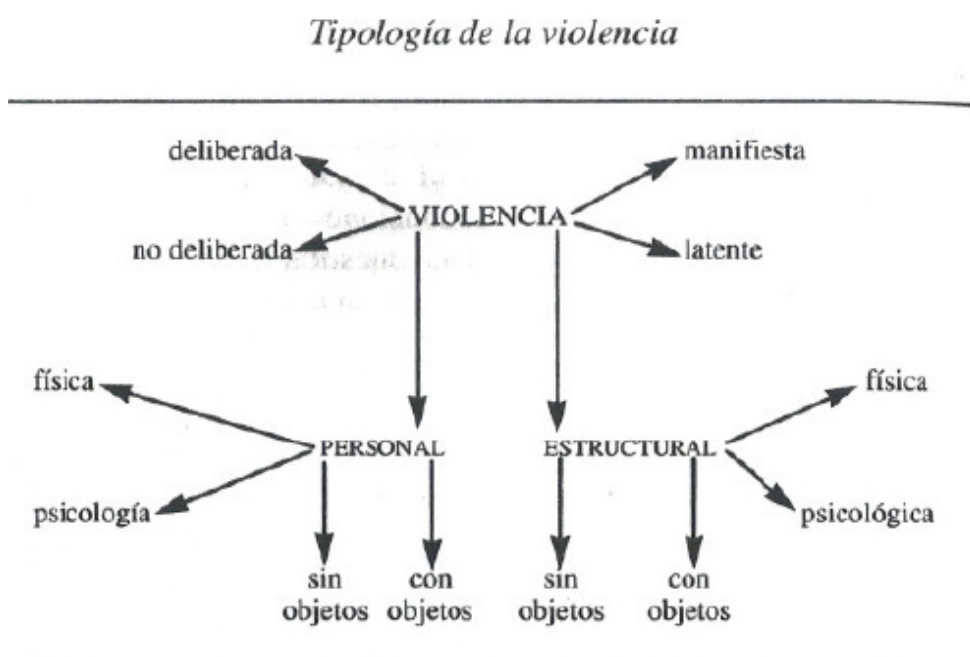 Tipología de la violencia
deliberada
manifiesta
VIOLENCIA
no deliberada
latente
física
física
PERSONAL
ESTRUCTURAL
psicología
psicológica
sin
objetos
con
objetos
sin
objetos
con
objetos